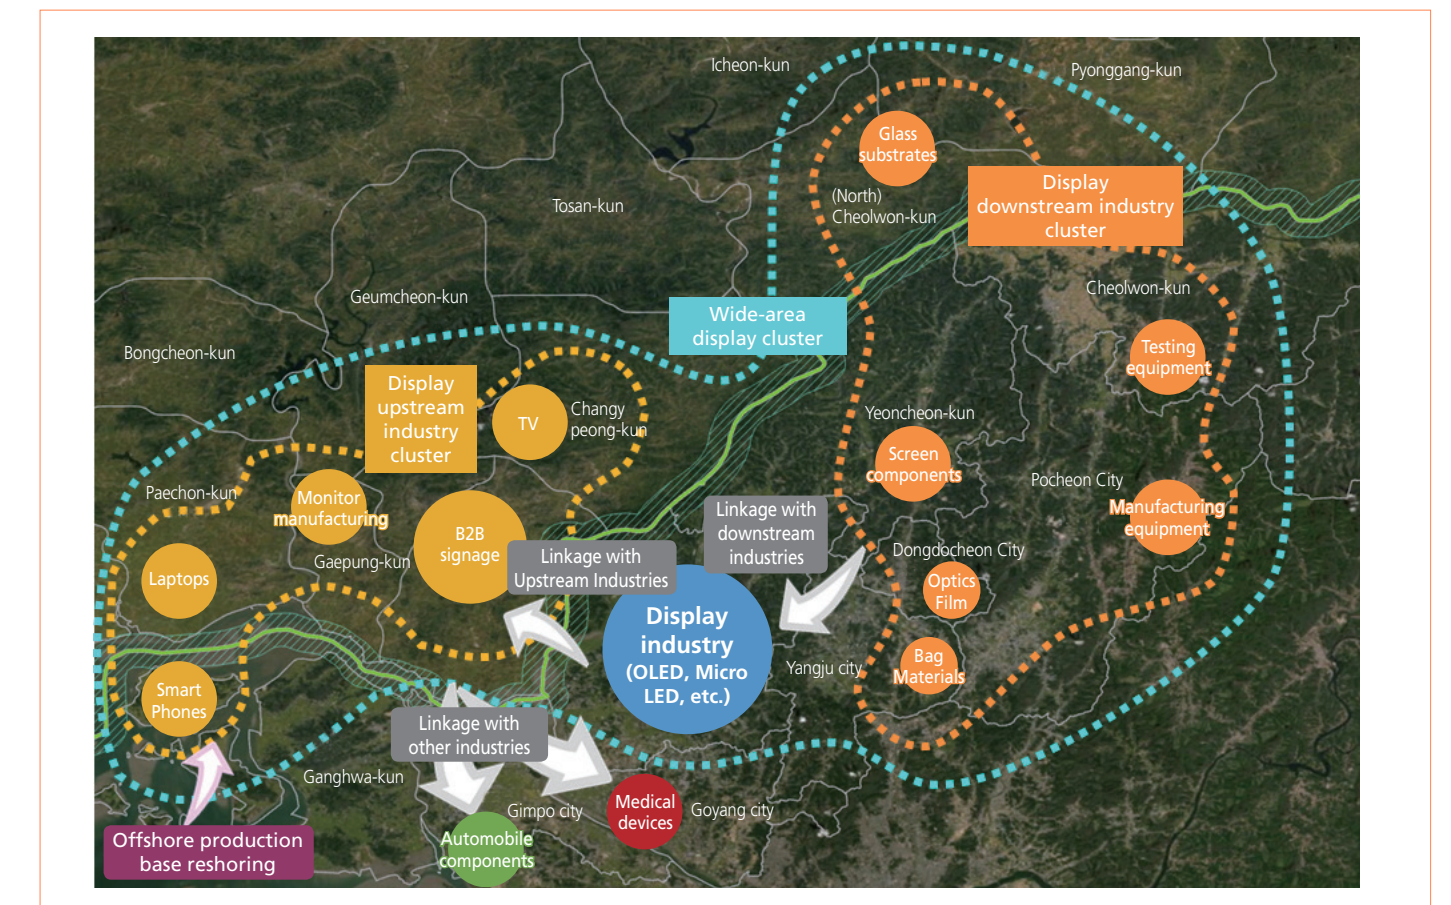 Icheon-kun
Pyonggang-kun
Glass
substrates
Display
downstream industry
cluster
(North)
Cheolwon-kun
Tosan-kun
Cheolwon-kun
Geumcheon-kun
Wide-area
display cluster
Bongcheon-kun
Testing
equipment
Display
upstream
industry
cluster
TV
Changy
peong-kun
Yeoncheon-kun
Screen
components
Paechon-kun
Monitor
manufacturing
Pocheon City
Manufacturing
equipment
B2B
signage
Linkage with
downstream
industries
Gaepung-kun
Linkage with
Upstream Industries
Dongdocheon City
Laptops
Optics
Film
Display
industry
(OLED, Micro
LED, etc.)
Yangju city
Bag
Materials
Smart
Phones
Linkage with
other industries
Ganghwa-kun
Gimpo city
Medical
devices
Goyang city
Offshore production
base reshoring
Automobile
components